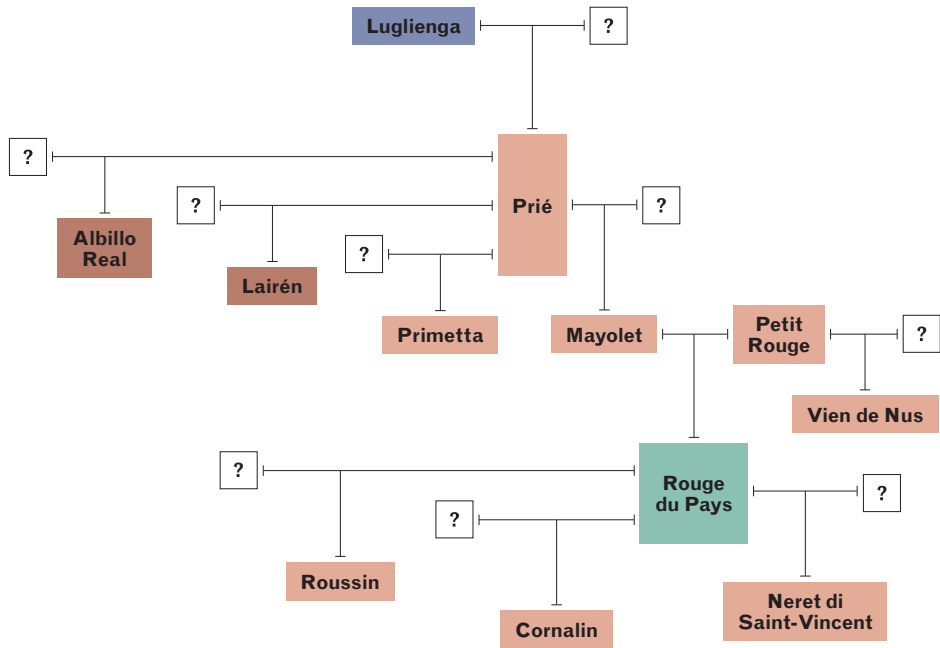 Luglienga
?
?
Prié
?
?
Albillo
Real
?
Lairén
Primetta
Mayolet
Petit
Rouge
?
Vien de Nus
?
Rouge
du Pays
?
?
Roussin
Cornalin
Neret di
Saint-Vincent